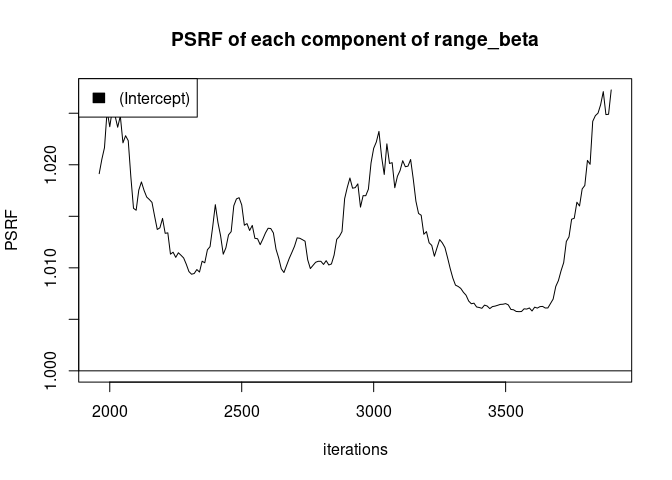 PSRF of each component of range_beta
(Intercept)
PSRF
1.020
1.010
1.000
2000 2500 3000 3500
iterations